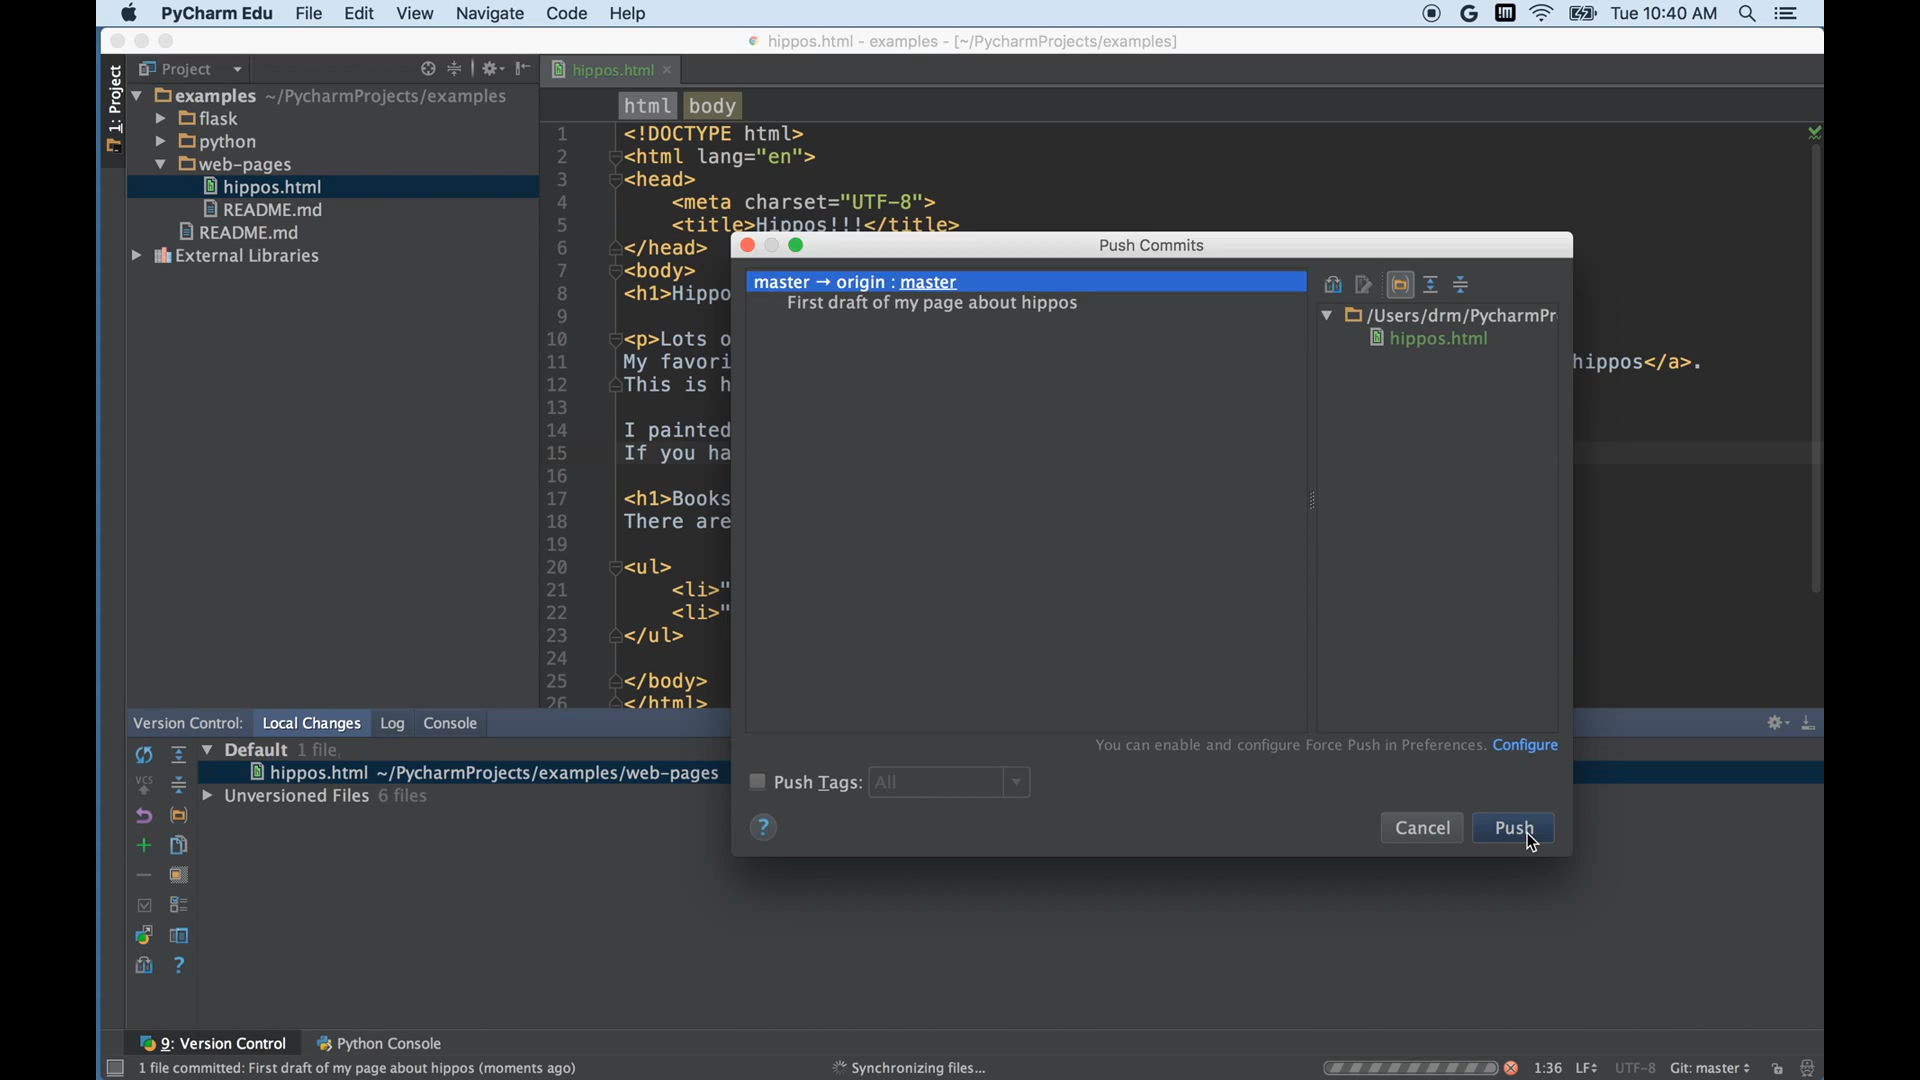 PyCharm Edu File Edit View Navigate Code Help Tue 10:40 AM
hippos.html - examples - [~/PycharmProjects/examples]
1: Project
Project
hippos.html
examples ~/PycharmProjects/examples
flask
python
web-pages
hippos.html
README.md
README.md
External Libraries
html body
1 <!DOCTYPE html>
2 <html lang="en">
3 <head>
4 <meta charset="UTF-8">
5 <title>Hippos!!!</title>
6 </head>
7 <body>
8 <h1>Hippo
9
10 <p>Lots o
11 My favori hippos</a>.
12 This is h
13
14 I painted
15 If you ha
16
17 <h1>Books
18 There are
19
20 <ul>
21 <li>"
22 <li>"
23 </ul>
24
25 </body>
26 </html>
Push Commits
master → origin : master
First draft of my page about hippos
/Users/drm/PycharmPr
hippos.html
You can enable and configure Force Push in Preferences. Configure
Push Tags: All
?
Cancel Push
Version Control: Local Changes Log Console
Default 1 file,
hippos.html ~/PycharmProjects/examples/web-pages
Unversioned Files 6 files
VCS
?
9: Version Control Python Console
1 file committed: First draft of my page about hippos (moments ago) Synchronizing files... 1:36 LF UTF-8 Git: master